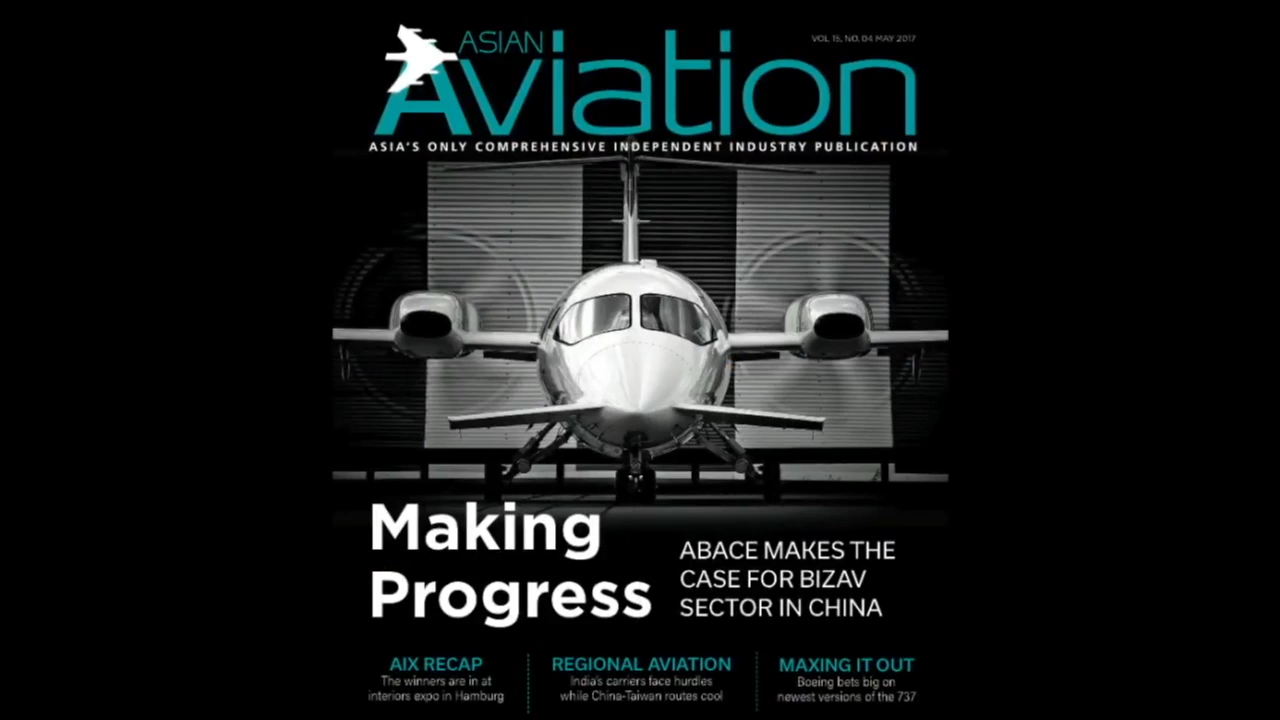 ASIAN
Aviation
VOL 15, NO. 04 MAY 2017
ASIA'S ONLY COMPREHENSIVE INDEPENDENT INDUSTRY PUBLICATION
Making
Progress
ABACE MAKES THE
CASE FOR BIZAV
SECTOR IN CHINA
AIX RECAP
The winners are in at
interiors expo in Hamburg
REGIONAL AVIATION
India's carriers face hurdles
while China-Taiwan routes cool
MAXING IT OUT
Boeing bets big on
newest versions of the 737